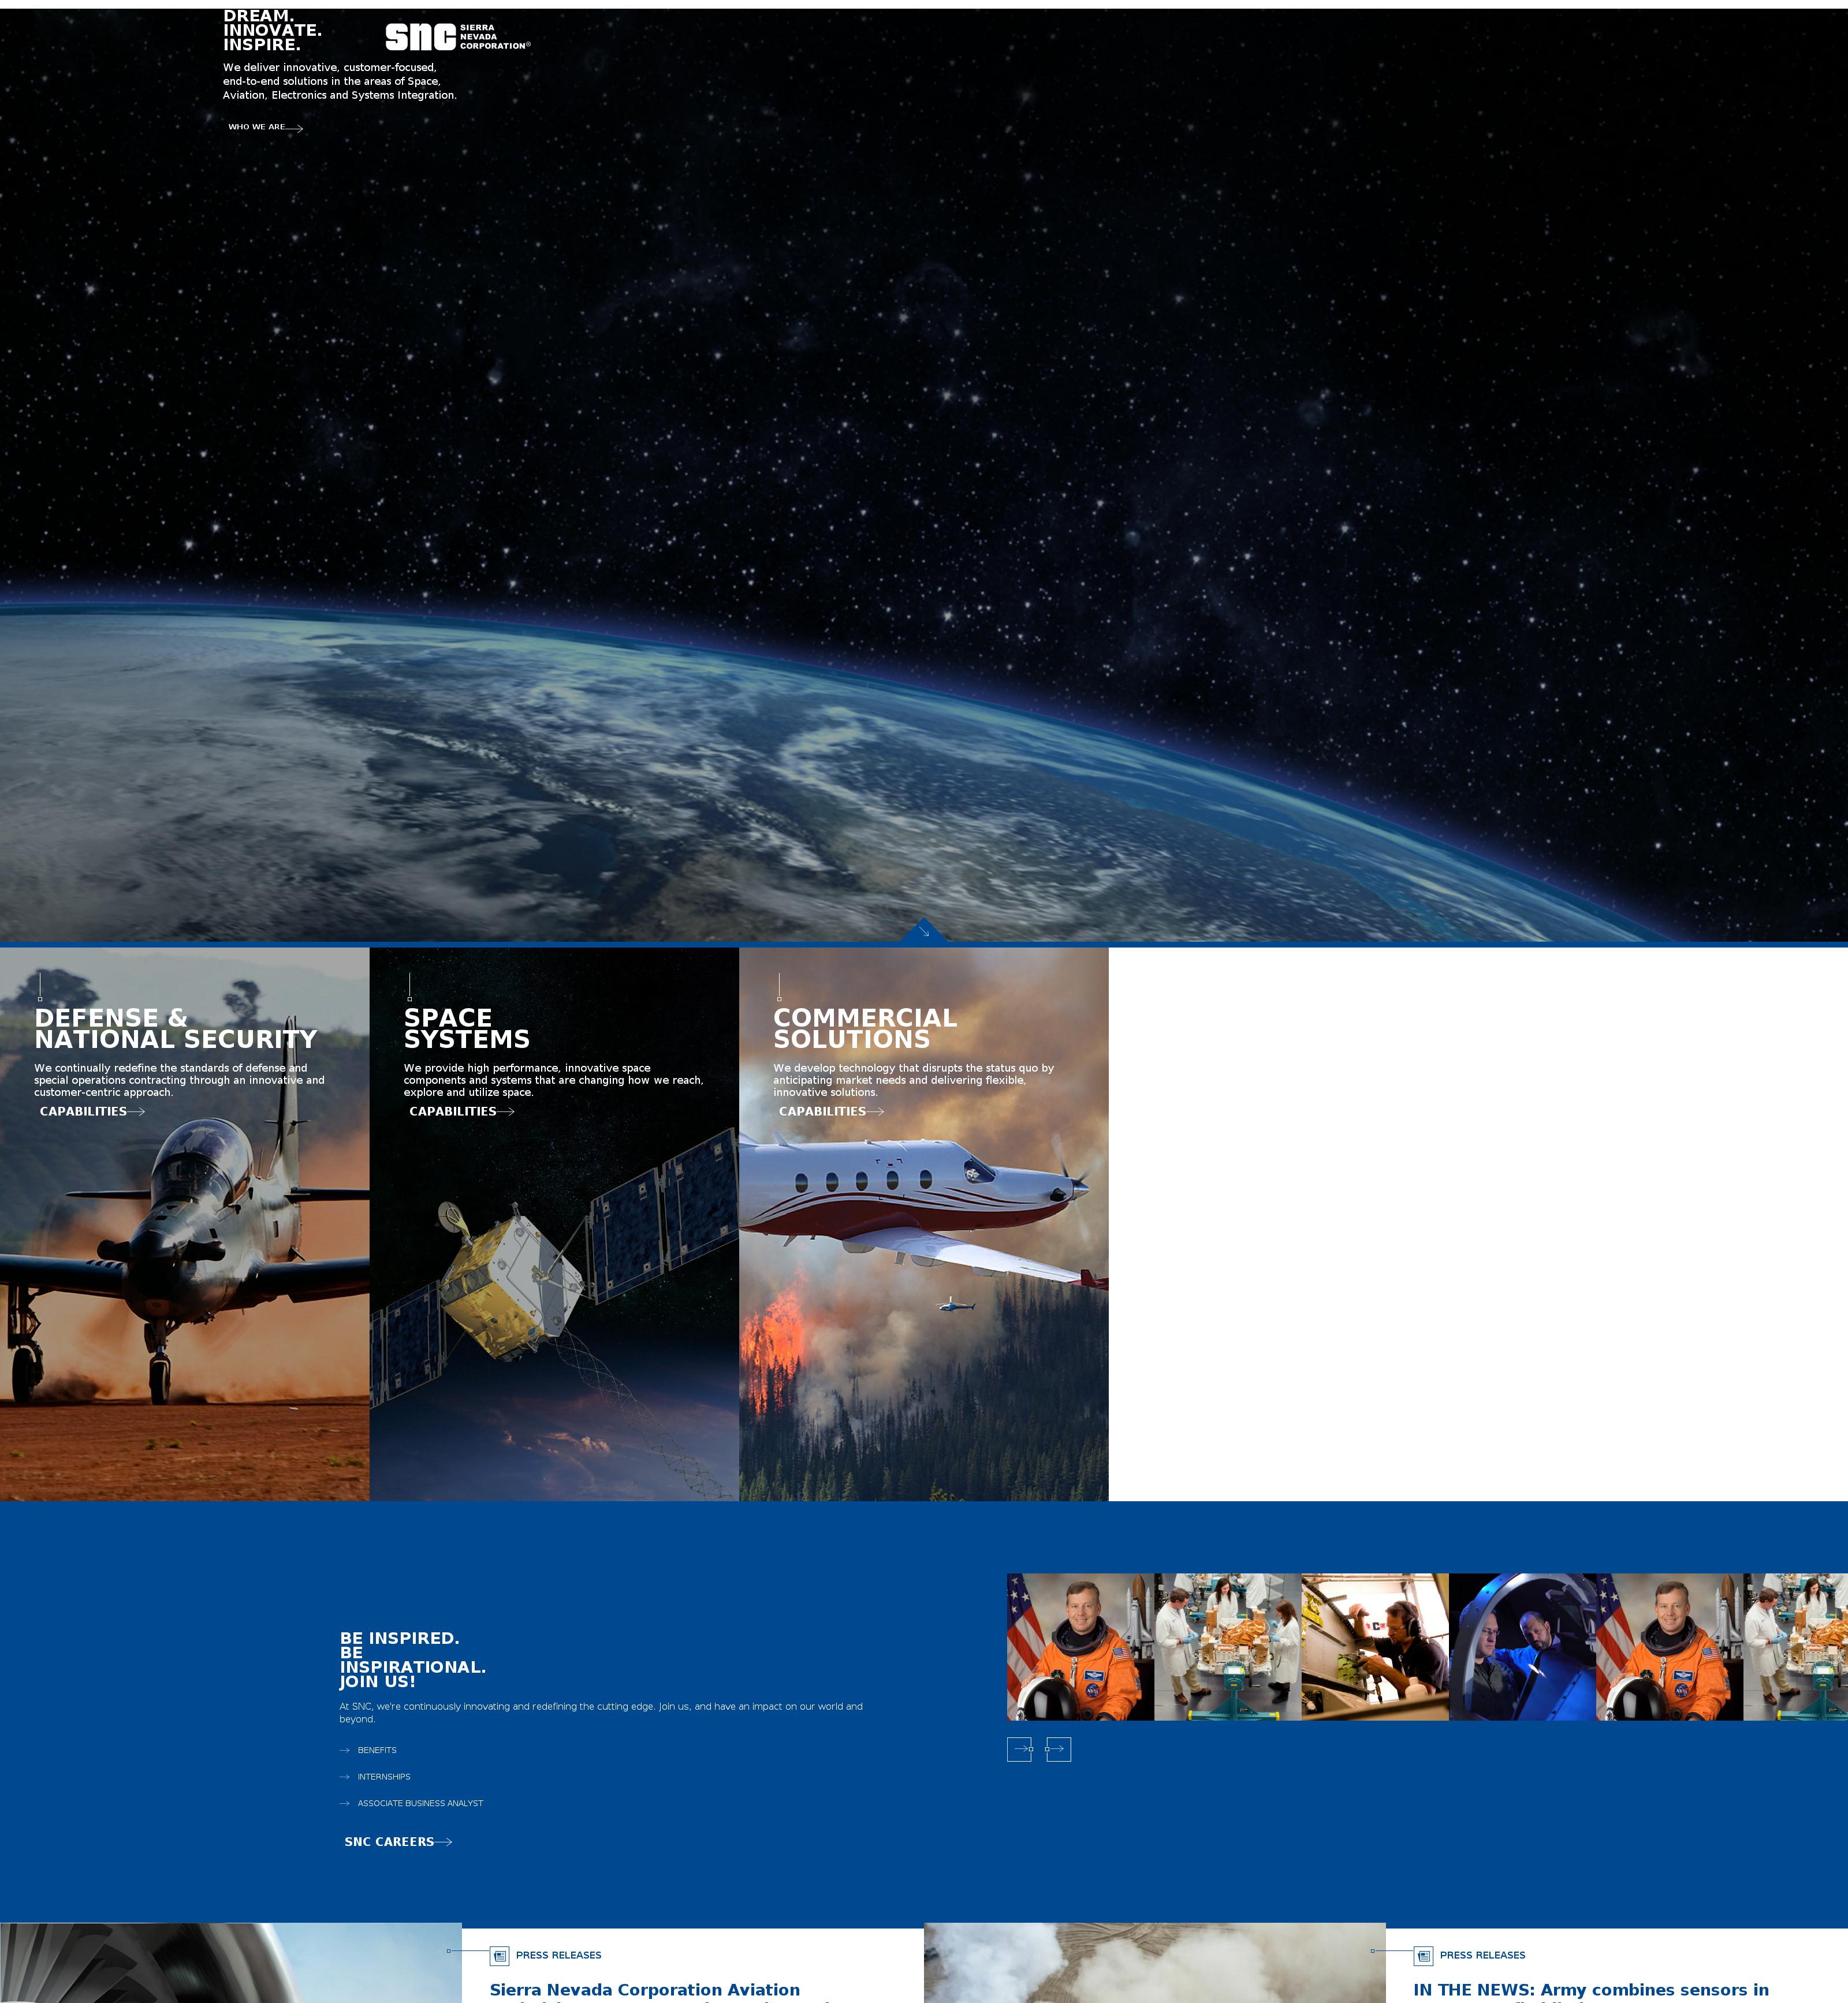 DREAM.
INNOVATE.
INSPIRE.
snc SIERRA
NEVADA
CORPORATION®
We deliver innovative, customer-focused,
end-to-end solutions in the areas of Space,
Aviation, Electronics and Systems Integration.
WHO WE ARE
DEFENSE &
NATIONAL SECURITY
We continually redefine the standards of defense and
special operations contracting through an innovative and
customer-centric approach.
CAPABILITIES
SPACE
SYSTEMS
We provide high performance, innovative space
components and systems that are changing how we reach,
explore and utilize space.
CAPABILITIES
COMMERCIAL
SOLUTIONS
We develop technology that disrupts the status quo by
anticipating market needs and delivering flexible,
innovative solutions.
CAPABILITIES
BE INSPIRED.
BE
INSPIRATIONAL.
JOIN US!
At SNC, we're continuously innovating and redefining the cutting edge. Join us, and have an impact on our world and
beyond.
BENEFITS
INTERNSHIPS
ASSOCIATE BUSINESS ANALYST
SNC CAREERS
PRESS RELEASES
Sierra Nevada Corporation Aviation
PRESS RELEASES
IN THE NEWS: Army combines sensors in